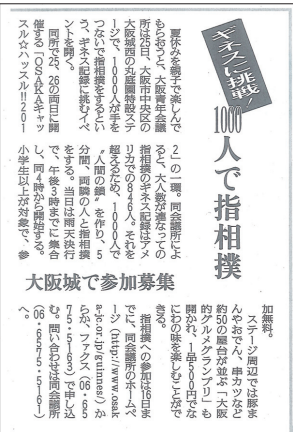 ギネスに挑戦！
1000人で指相撲
大阪城で参加募集
夏休みを親子で楽しんで
もらおうと、大阪青年会議
所は25日、大阪市中央区の
大阪城西の丸庭園特設ステ
ージで、1000人が手を
つないで指相撲をするとい
う、ギネス記録に挑むイベ
ントを開く。
同所で25、26の両日に開
催する「OSAKAキャッ
スル☆ハッスル!!201
2」の一環。同会議所によ
ると、大人数が連なっての
指相撲のギネス記録はアメ
リカでの846人。それを
超えるため、1000人で
〝人間の鎖〟を作り、5
分間、両隣の人と指相撲
をする。当日は雨天決行
で、午後3時までに集合
し、同4時から開始する。
小学生以上が対象で、参
加無料。
ステージ周辺では豚ま
んやおでん、串カツなど
約50の屋台が並ぶ「大阪
的グルメグランプリ」も
開かれ、1品500円でな
にわの味を楽しむことがで
きる。
指相撲への参加は16日ま
でに、同会議所のホームペ
ージ（http://www.osak
a-jc.or.jp/guinness/）か
らか、ファクス（06・65
75・5163）で申し込
む。問い合わせは同会議所
（06・6575・5161）
へ。